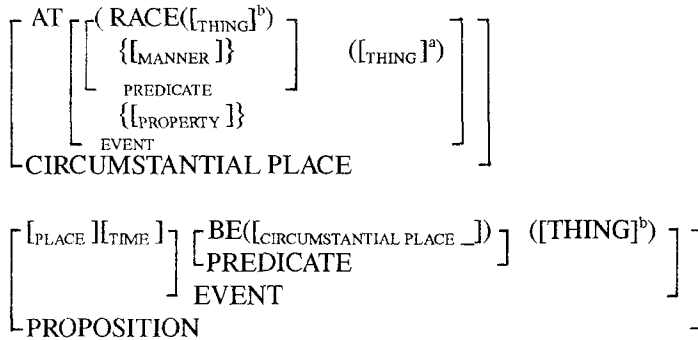 AT ( RACE([THING]ᵇ)
{[MANNER ]} ([THING ]ᵃ)
PREDICATE
{[PROPERTY ]}
EVENT
CIRCUMSTANTIAL PLACE
[PLACE ][TIME ] BE([CIRCUMSTANTIAL PLACE _]) ([THING]ᵇ)
PREDICATE
EVENT
PROPOSITION